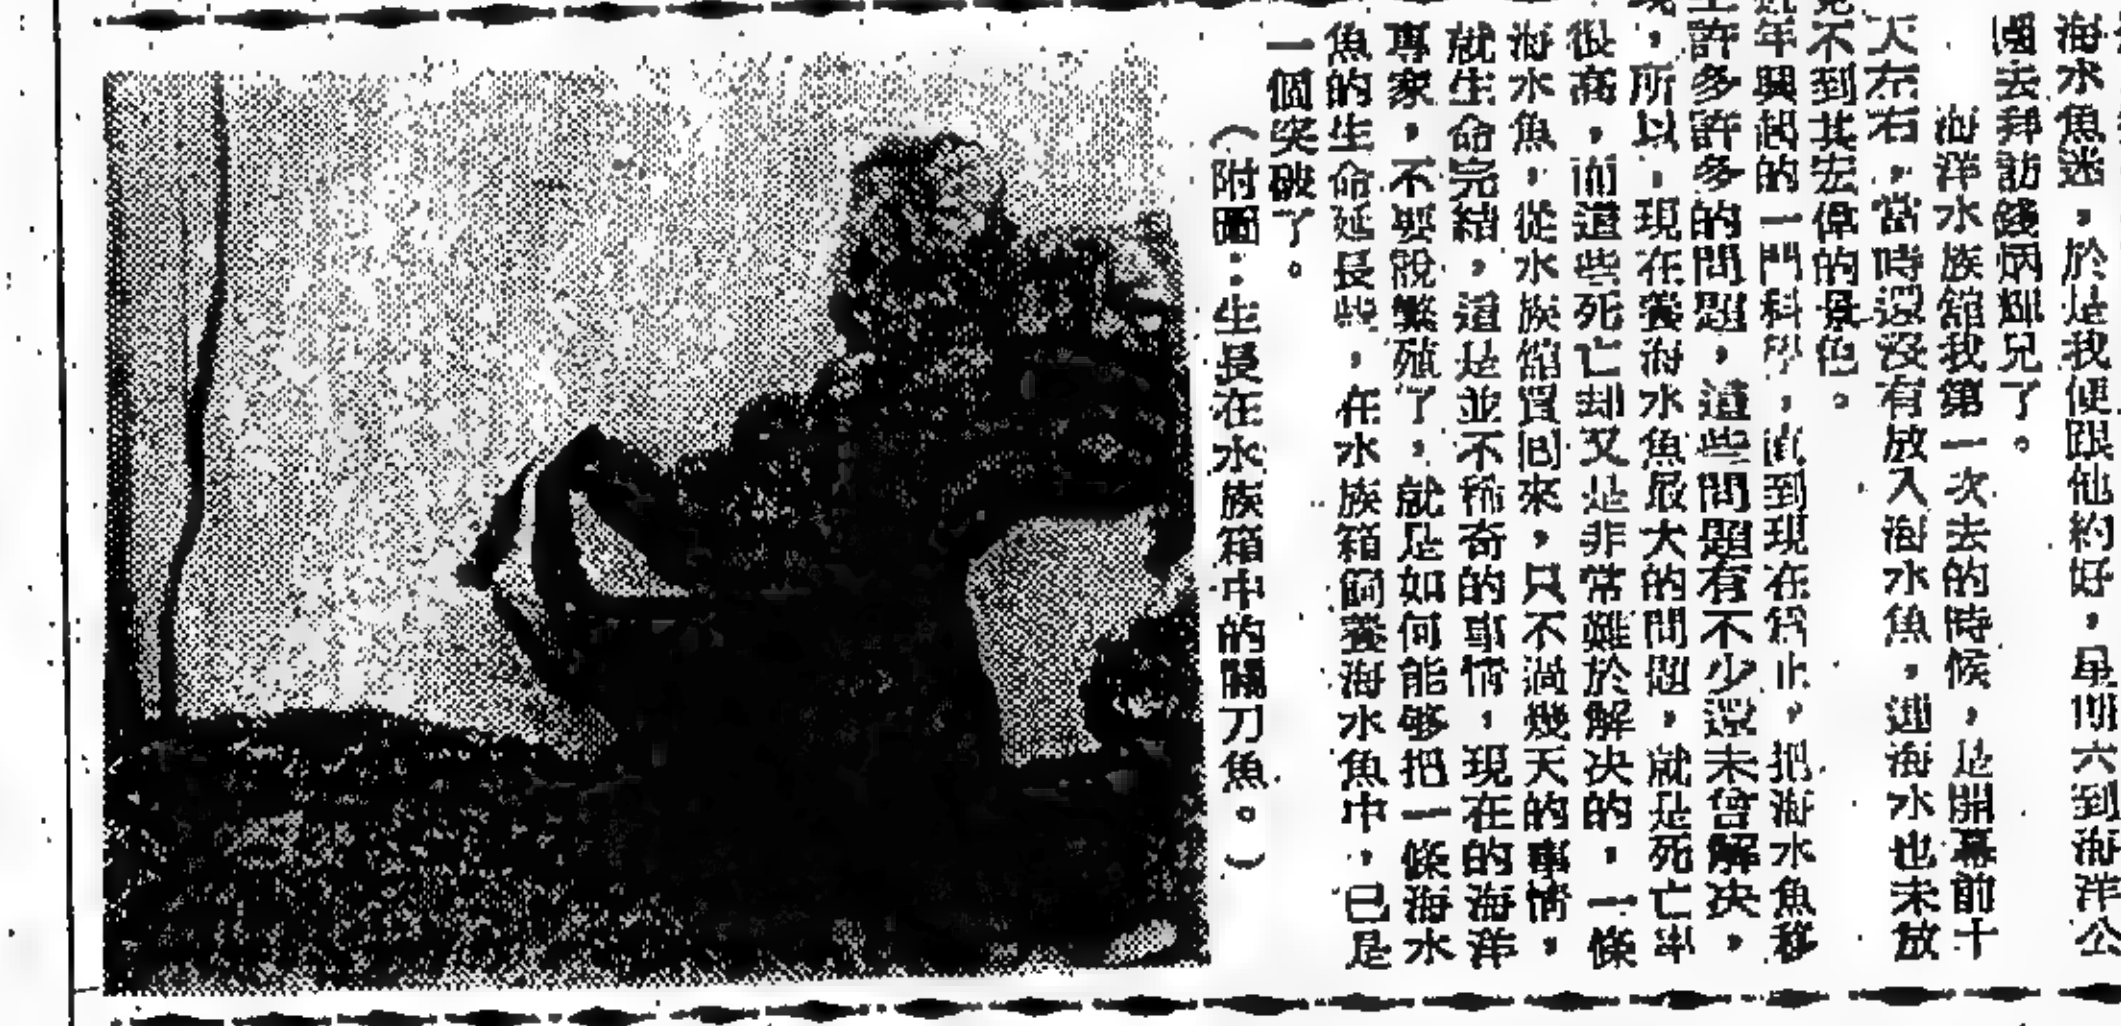 海水魚迷，於是我便跟他約好，星期六到海洋公
園去拜訪錢炳輝兄了。
海洋水族館我第一次去的時候，是開幕前十
天左右，當時還沒有放入海水魚，連海水也未放
不到其宏偉的景色。
年興起的一門科學，直到現在爲止，把海水魚移
許多許多的問題，這些問題有不少還未曾解決，
，所以，現在養海水魚最大的問題，就是死亡率
很高，而這些死亡却又是非常難於解決的，一條
海水魚，從水族館買回來，只不過幾天的事情，
就生命完結，這是並不稀奇的事情，現在的海洋
專家，不要說繁殖了，就是如何能够把一條海水
魚的生命延長些，在水族箱飼養海水魚中，已是
一個突破了。
（附圖：生長在水族箱中的關刀魚。）